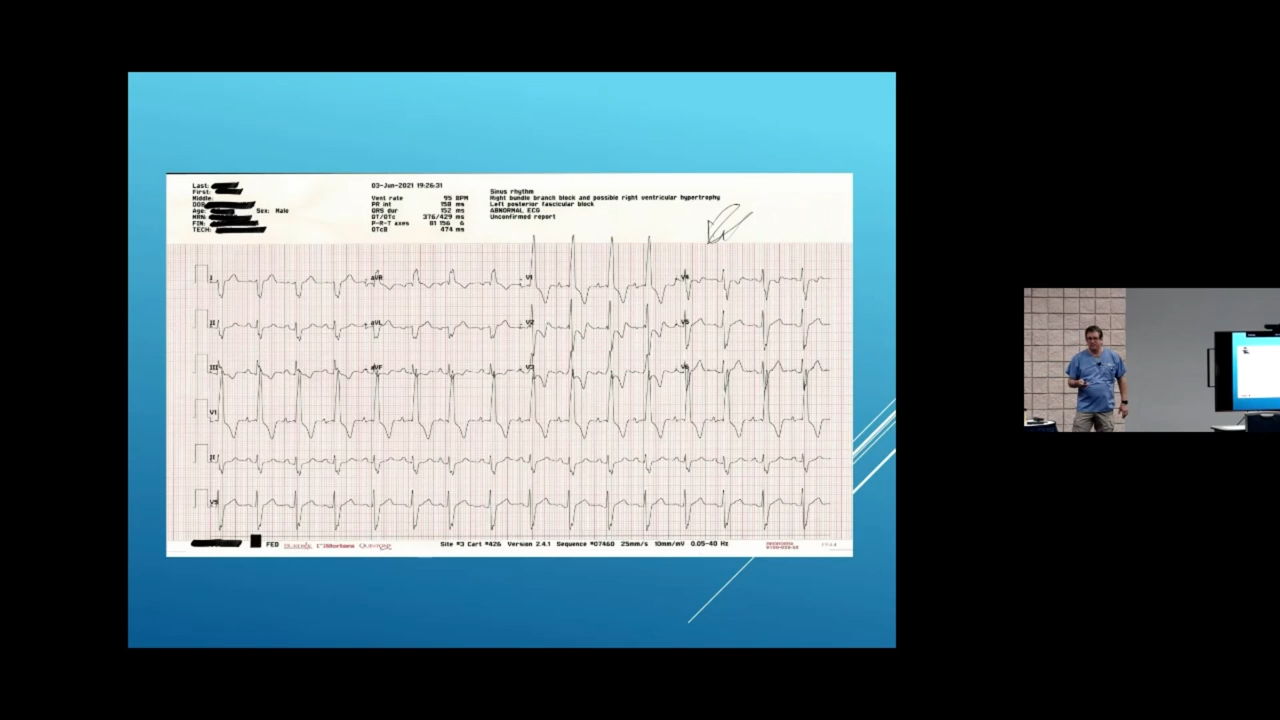 Last:
First:
Middle:
DOB:
Age: Sex: Male
MRN:
FIN:
TECH:
03-Jun-2021 19:26:31
Vent rate 95 BPM
PR int 158 ms
QRS dur 152 ms
QT/QTc 376/429 ms
P-R-T axes 81 156 6
QTcB 474 ms
Sinus rhythm
Right bundle branch block and possible right ventricular hypertrophy
Left posterior fascicular block
ABNORMAL ECG
Unconfirmed report
I aVR V1 V4
II aVL V2 V5
III aVF V3 V6
V1
II
V5
FED BURDICK Mortara QUINTON
Site #3 Cart #426 Version 2.4.1 Sequence #07460 25mm/s 10mm/mV 0.05-40 Hz